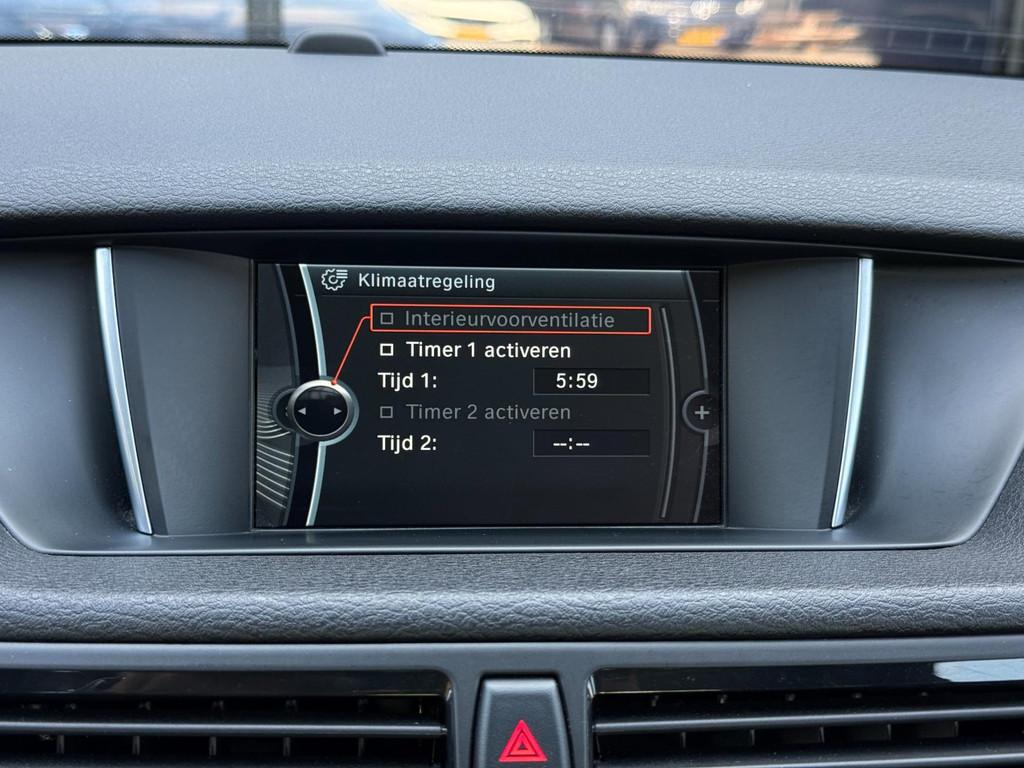 Klimaatregeling
Interieurvoorventilatie
Timer 1 activeren
Tijd 1: 5:59
Timer 2 activeren
Tijd 2: --:--